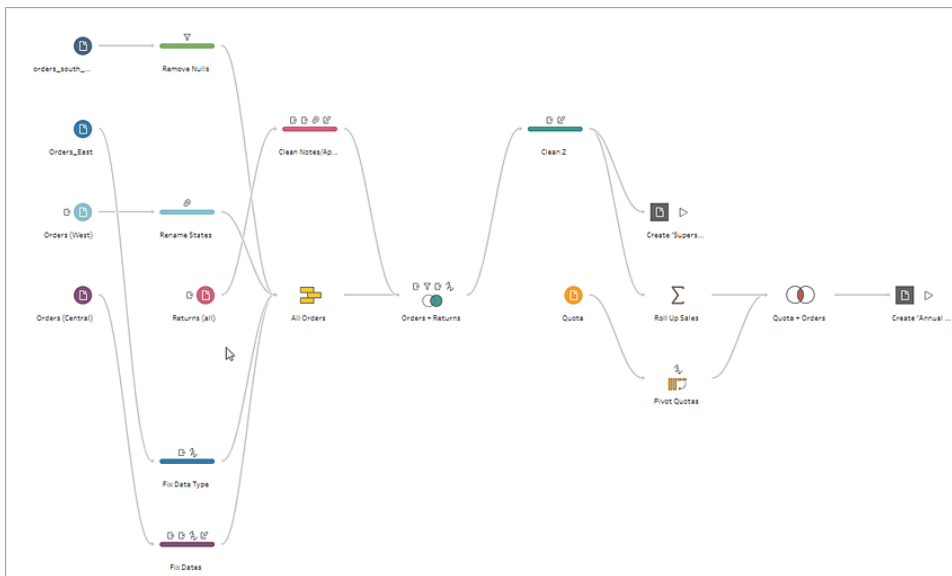 orders_south_...
Remove Nulls
Orders_East
Clean Notes/Ap...
Clean 2
Orders (West)
Rename States
Create 'Supers...
Orders (Central)
Returns (all)
All Orders
Orders + Returns
Quota
Roll Up Sales
Quota + Orders
Create 'Annual ...
Pivot Quotas
Fix Data Type
Fix Dates